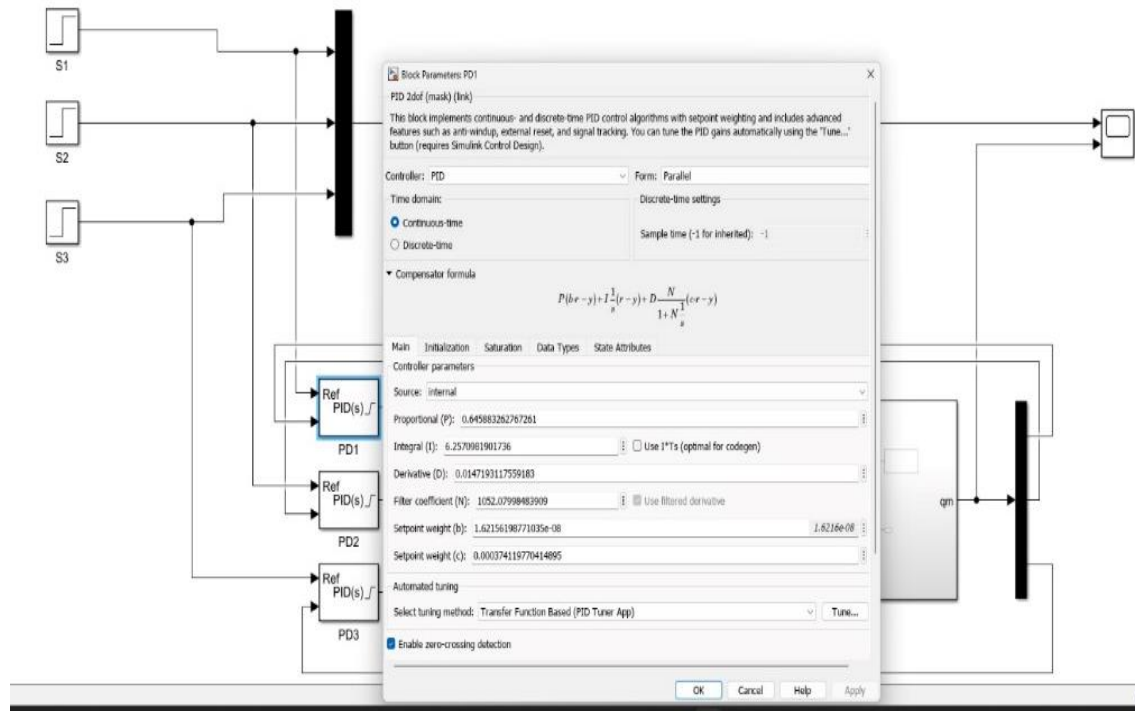 S1
S2
S3
Block Parameters: PD1
PID 2dof (mask) (link)
This block implements continuous- and discrete-time PID control algorithms with setpoint weighting and includes advanced
features such as anti-windup, external reset, and signal tracking. You can tune the PID gains automatically using the 'Tune...'
button (requires Simulink Control Design).
Controller: PID
Form: Parallel
Time domain:
Discrete-time settings
Continuous-time
Discrete-time
Sample time (-1 for inherited): -1
Compensator formula
P(b·r − y) + I 1/s (r − y) + D N/(1 + N 1/s) (c·r − y)
Main Initialization Saturation Data Types State Attributes
Controller parameters
Source: internal
Proportional (P): 0.645883262767261
Integral (I): 6.2570981901736
Use I*Ts (optimal for codegen)
Derivative (D): 0.0147193117559183
Filter coefficient (N): 1052.07998483909
Use filtered derivative
Setpoint weight (b): 1.62156198771035e-08 1.6216e-08
Setpoint weight (c): 0.000374119770414895
Automated tuning
Select tuning method: Transfer Function Based (PID Tuner App)
Tune...
Enable zero-crossing detection
OK Cancel Help Apply
Ref
PID(s)
PD1
Ref
PID(s)
PD2
Ref
PID(s)
PD3
qm